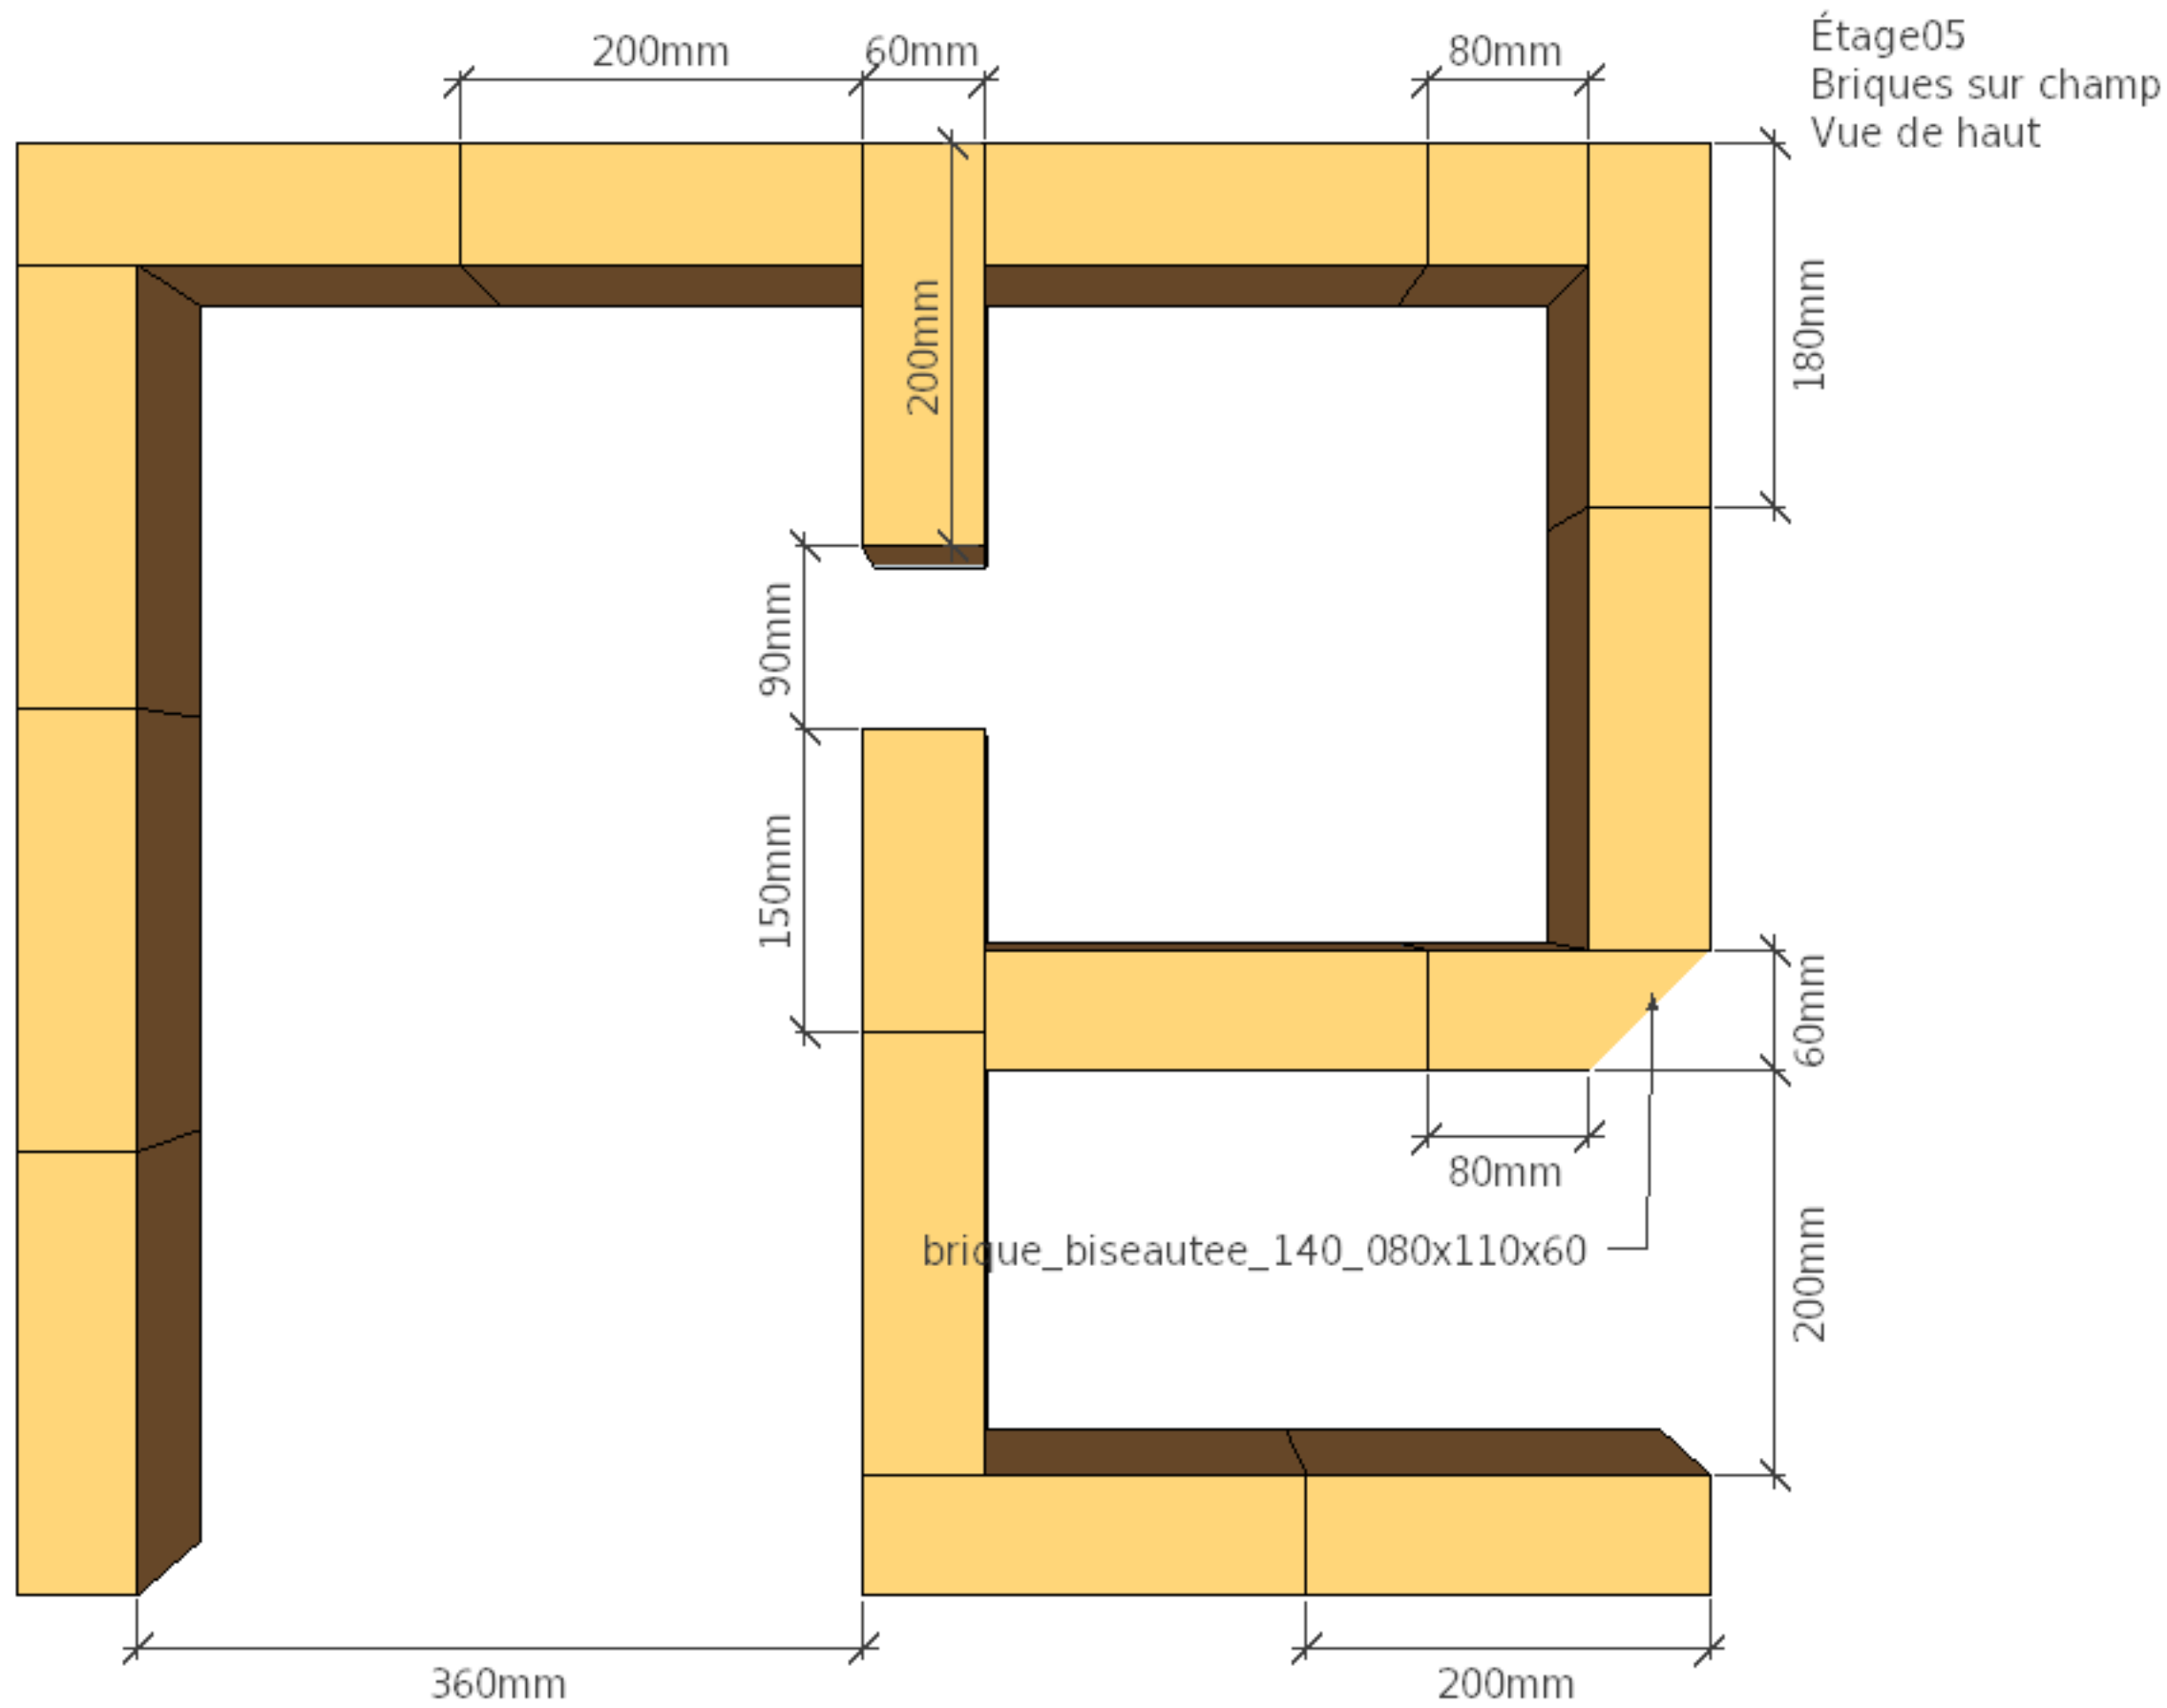 200mm
60mm
80mm
Étage05
Briques sur champ
Vue de haut
200mm
180mm
90mm
150mm
60mm
80mm
brique_biseautee_140_080x110x60
200mm
360mm
200mm